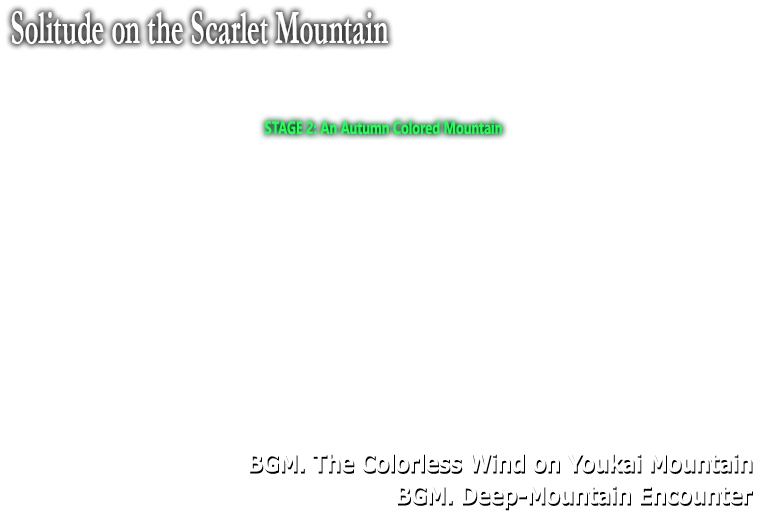 Solitude on the Scarlet Mountain
STAGE 2: An Autumn Colored Mountain
BGM. The Colorless Wind on Youkai Mountain
BGM. Deep-Mountain Encounter